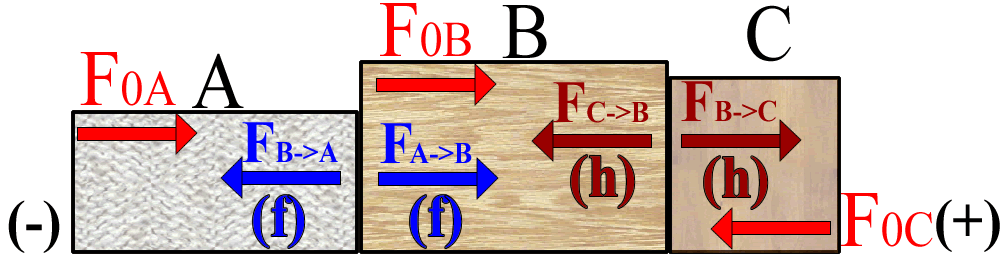 F0A A
F0B B
C
FB->A
(f)
FA->B
(f)
FC->B
(h)
FB->C
(h)
(-)
F0C(+)